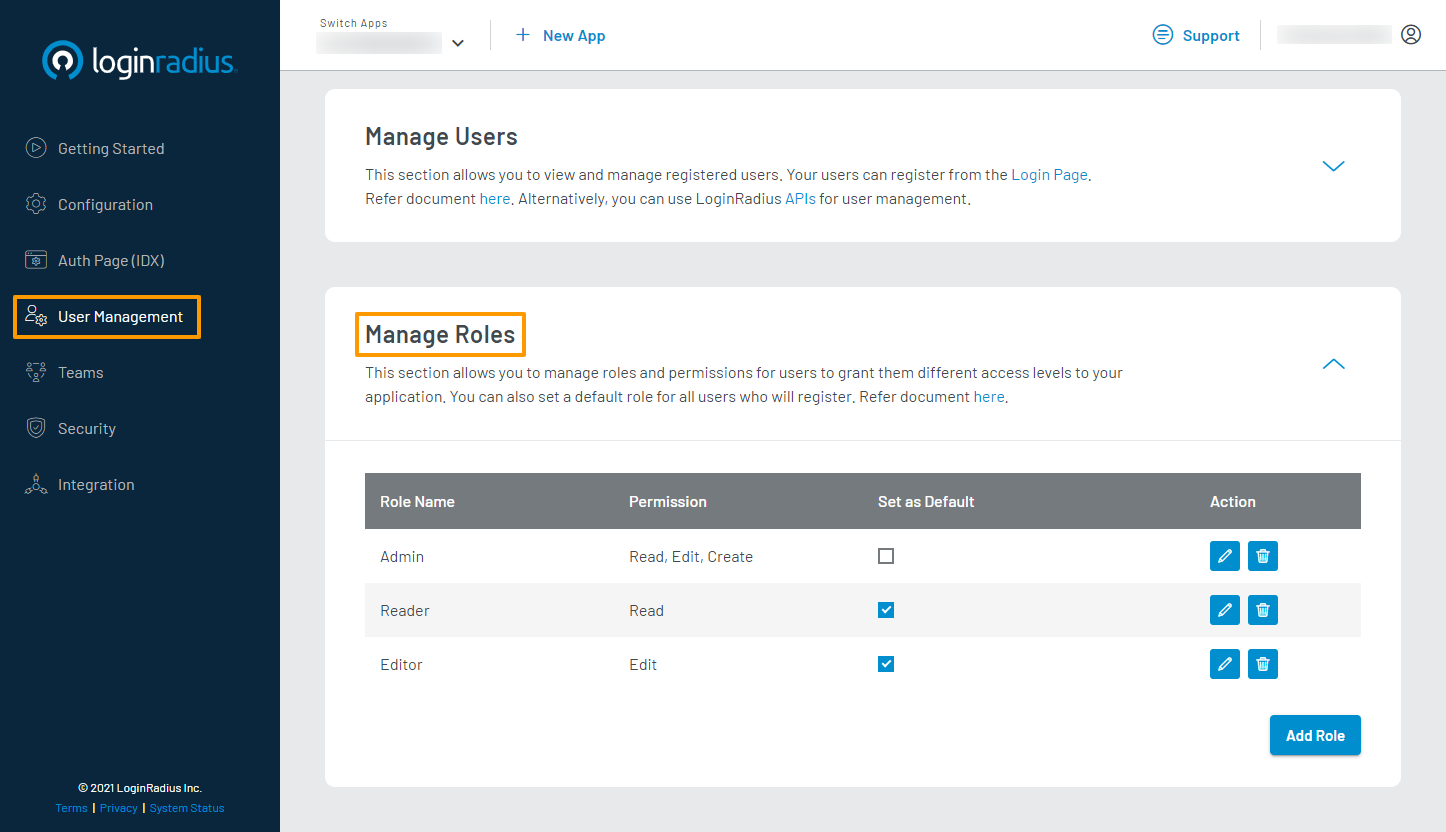 loginradius
Switch Apps
New App
Support
Getting Started
Configuration
Auth Page (IDX)
User Management
Teams
Security
Integration
Manage Users
This section allows you to view and manage registered users. Your users can register from the Login Page.
Refer document here. Alternatively, you can use LoginRadius APIs for user management.
Manage Roles
This section allows you to manage roles and permissions for users to grant them different access levels to your
application. You can also set a default role for all users who will register. Refer document here.
Role Name Permission Set as Default Action
Admin Read, Edit, Create
Reader Read
Editor Edit
Add Role
© 2021 LoginRadius Inc.
Terms | Privacy | System Status